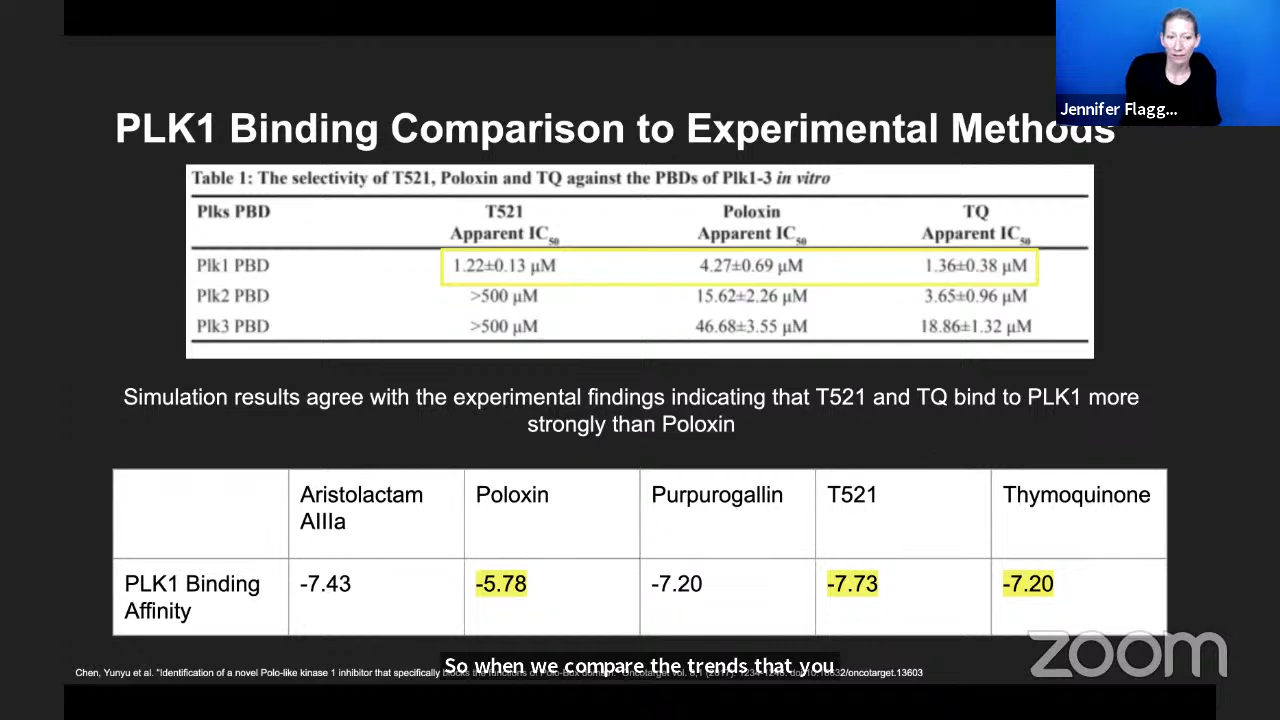 Jennifer Flagg...
PLK1 Binding Comparison to Experimental Methods
Table 1: The selectivity of T521, Poloxin and TQ against the PBDs of Plk1-3 in vitro
Plks PBD T521 Poloxin TQ
Apparent IC50 Apparent IC50 Apparent IC50
Plk1 PBD 1.22±0.13 μM 4.27±0.69 μM 1.36±0.38 μM
Plk2 PBD >500 μM 15.62±2.26 μM 3.65±0.96 μM
Plk3 PBD >500 μM 46.68±3.55 μM 18.86±1.32 μM
Simulation results agree with the experimental findings indicating that T521 and TQ bind to PLK1 more
strongly than Poloxin
Aristolactam Poloxin Purpurogallin T521 Thymoquinone
AIIIa
PLK1 Binding -7.43 -5.78 -7.20 -7.73 -7.20
Affinity
zoom
So when we compare the trends that you
Chen, Yunyu et al. "Identification of a novel Polo-like kinase 1 inhibitor that specifically /oncotarget.13603